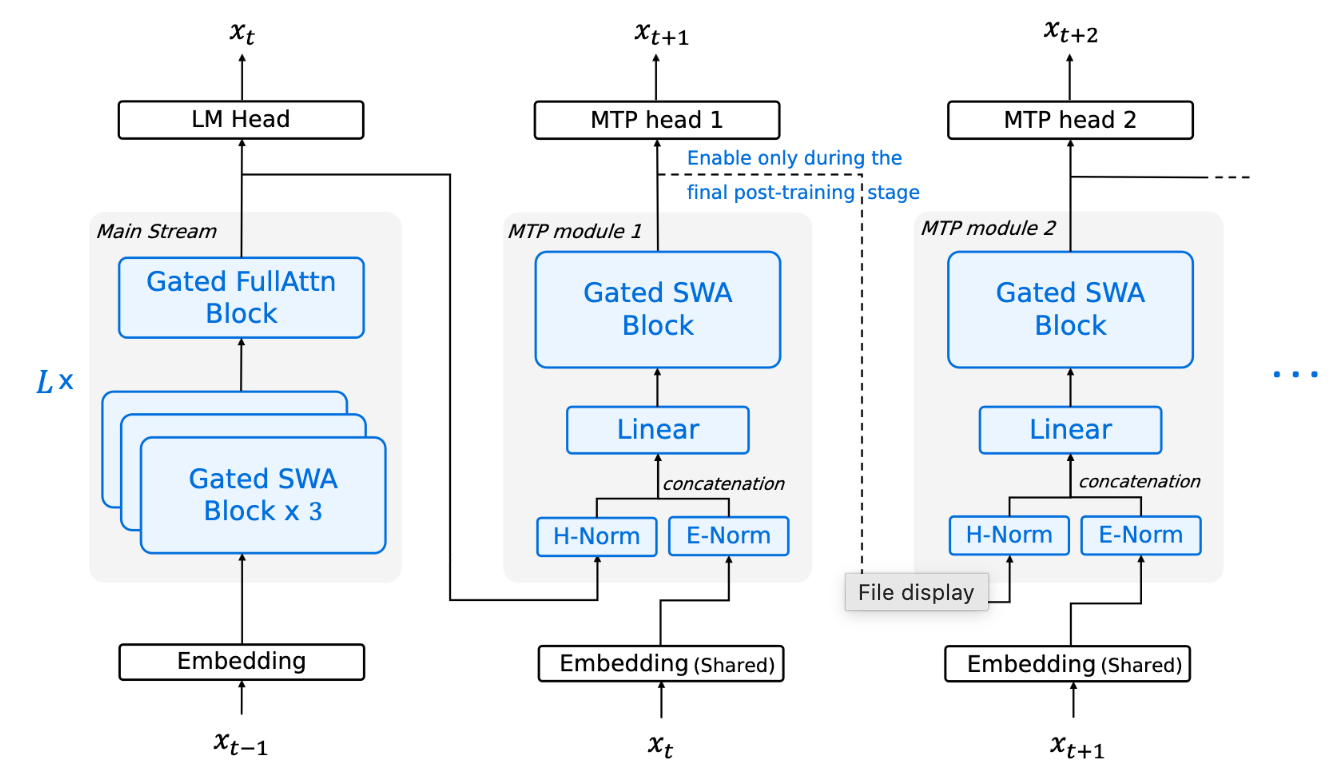 x_t
x_{t+1}
x_{t+2}
LM Head
MTP head 1
MTP head 2
Enable only during the
final post-training stage
Main Stream
MTP module 1
MTP module 2
Gated FullAttn
Block
Gated SWA
Block
Gated SWA
Block
L x
. . .
Linear
Linear
Gated SWA
Block x 3
concatenation
concatenation
H-Norm
E-Norm
H-Norm
E-Norm
File display
Embedding
Embedding (Shared)
Embedding (Shared)
x_{t−1}
x_t
x_{t+1}